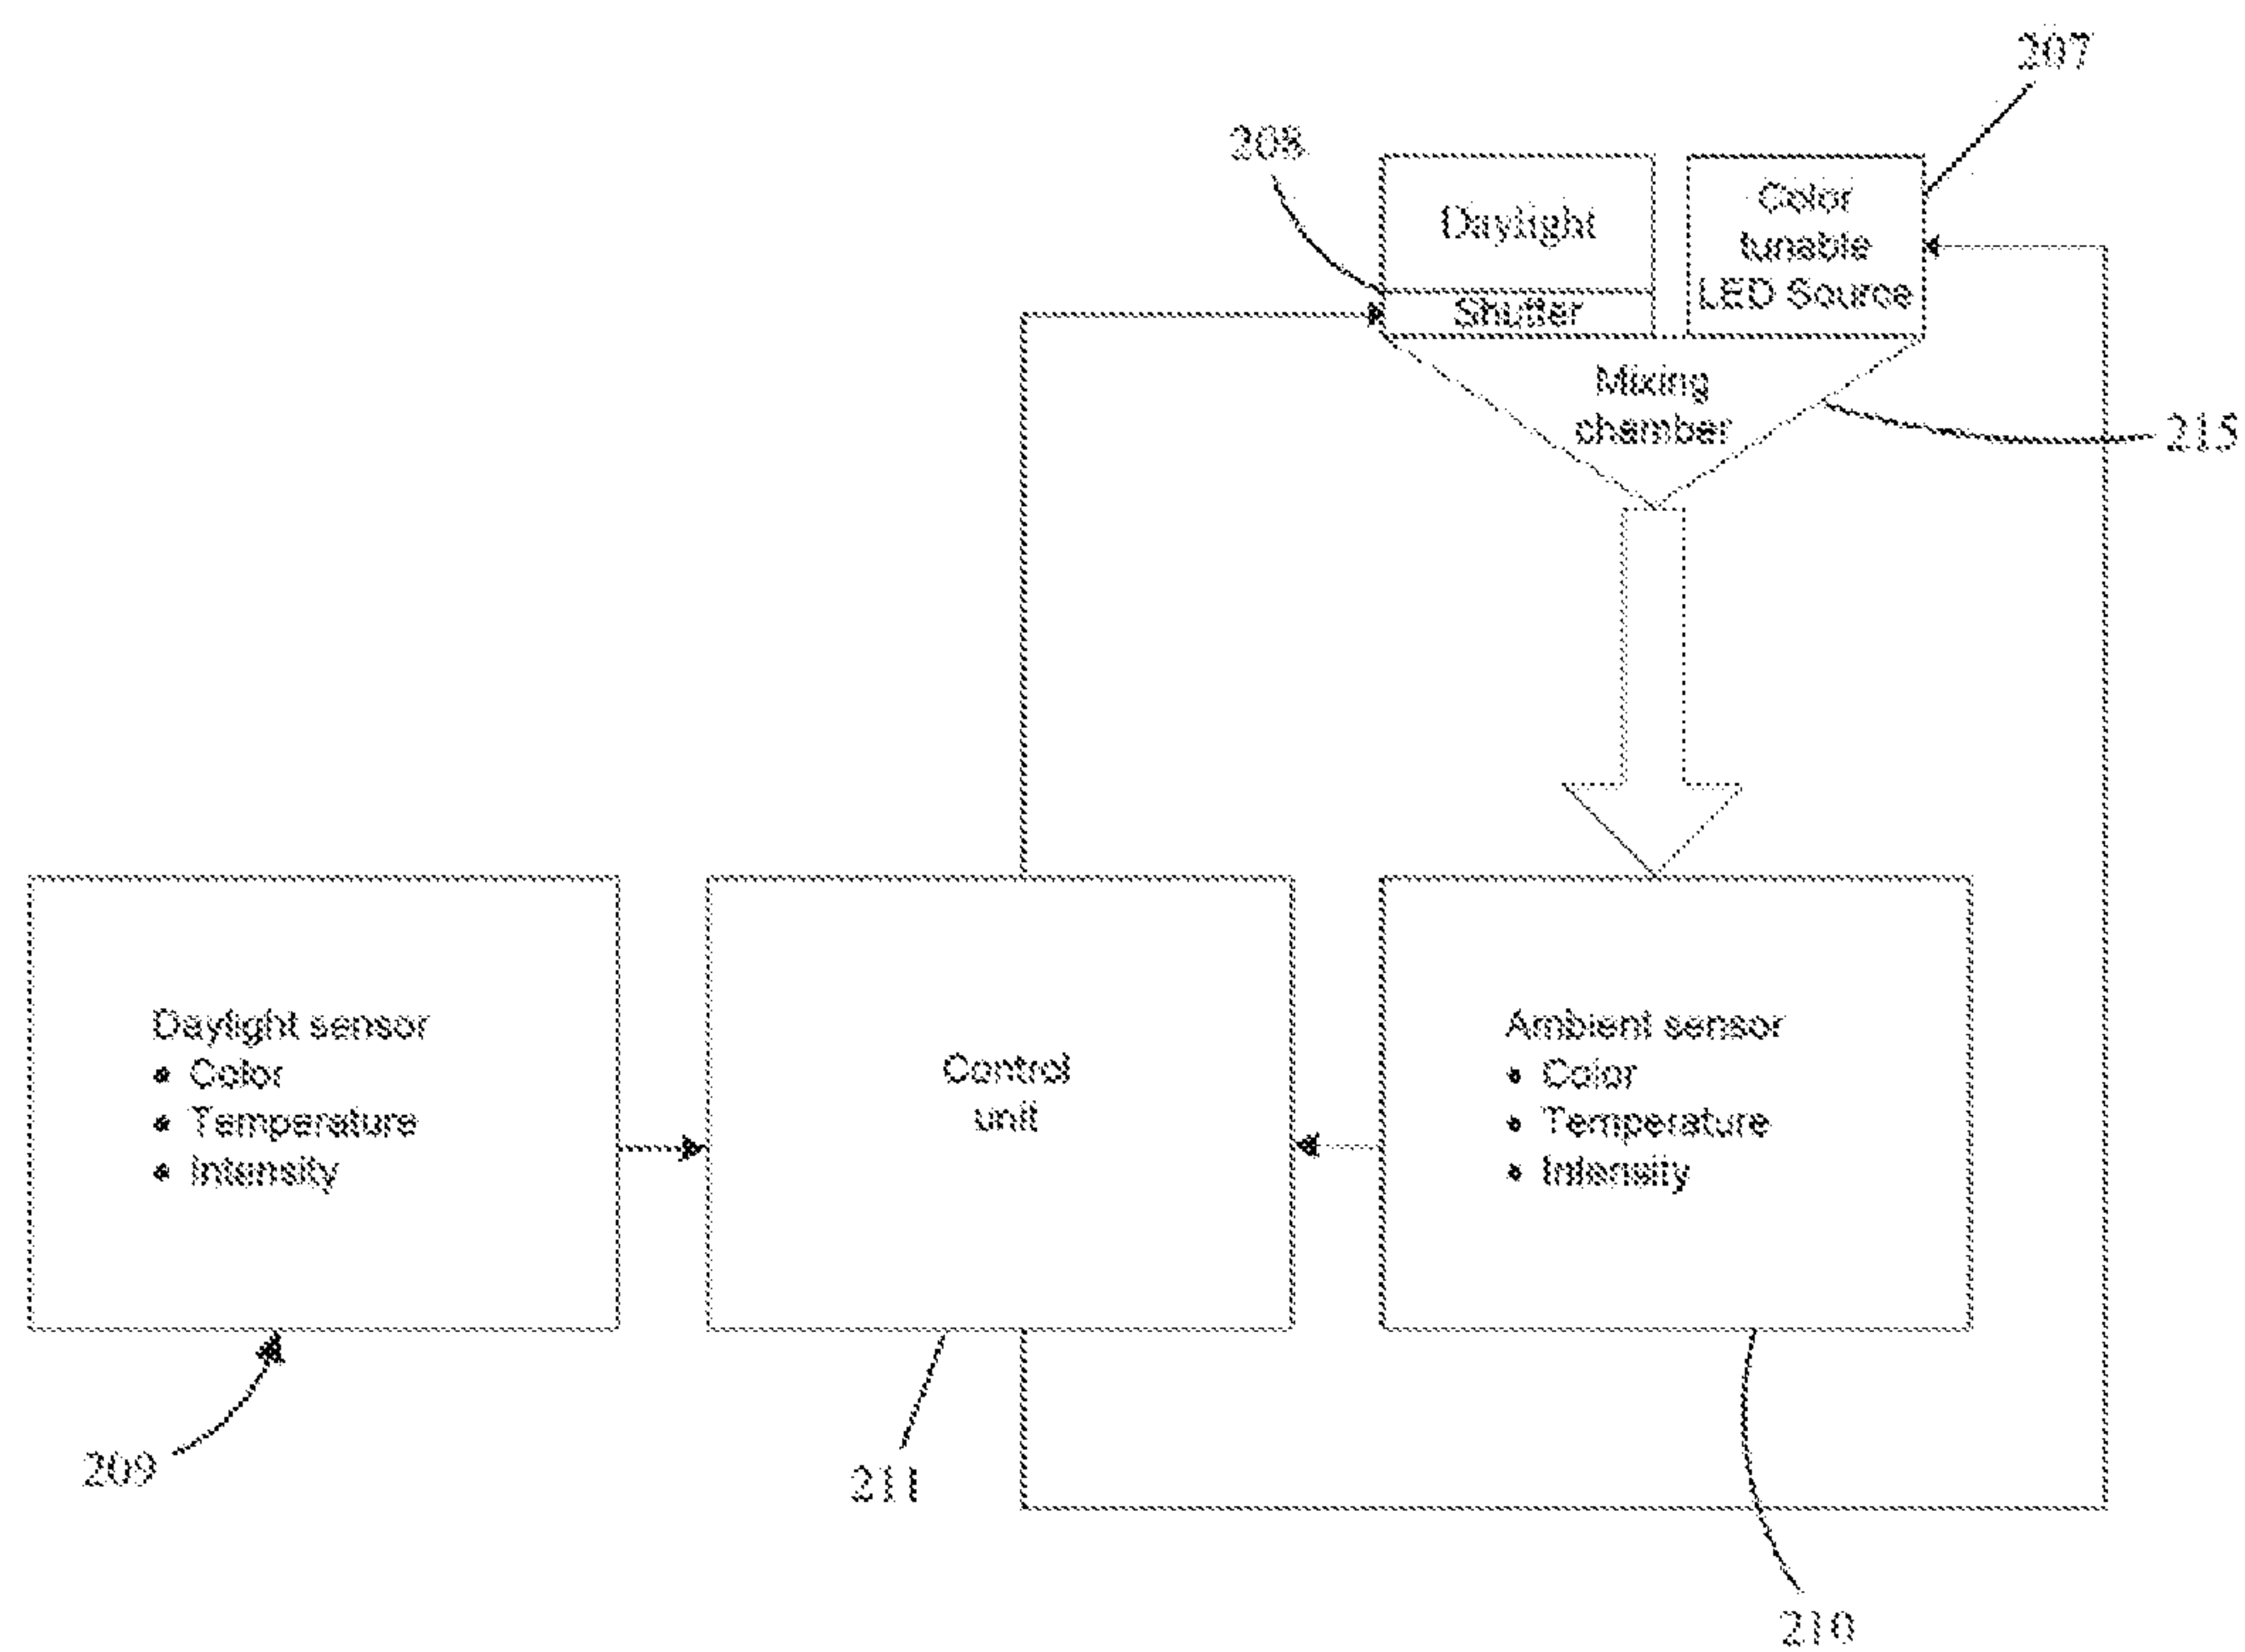 207
208
Daylight
Color
tunable
LED Source
Shutter
Mixing
chamber
215
Daylight sensor
• Color
• Temperature
• Intensity
Control
unit
Ambient sensor
• Color
• Temperature
• Intensity
209
211
210